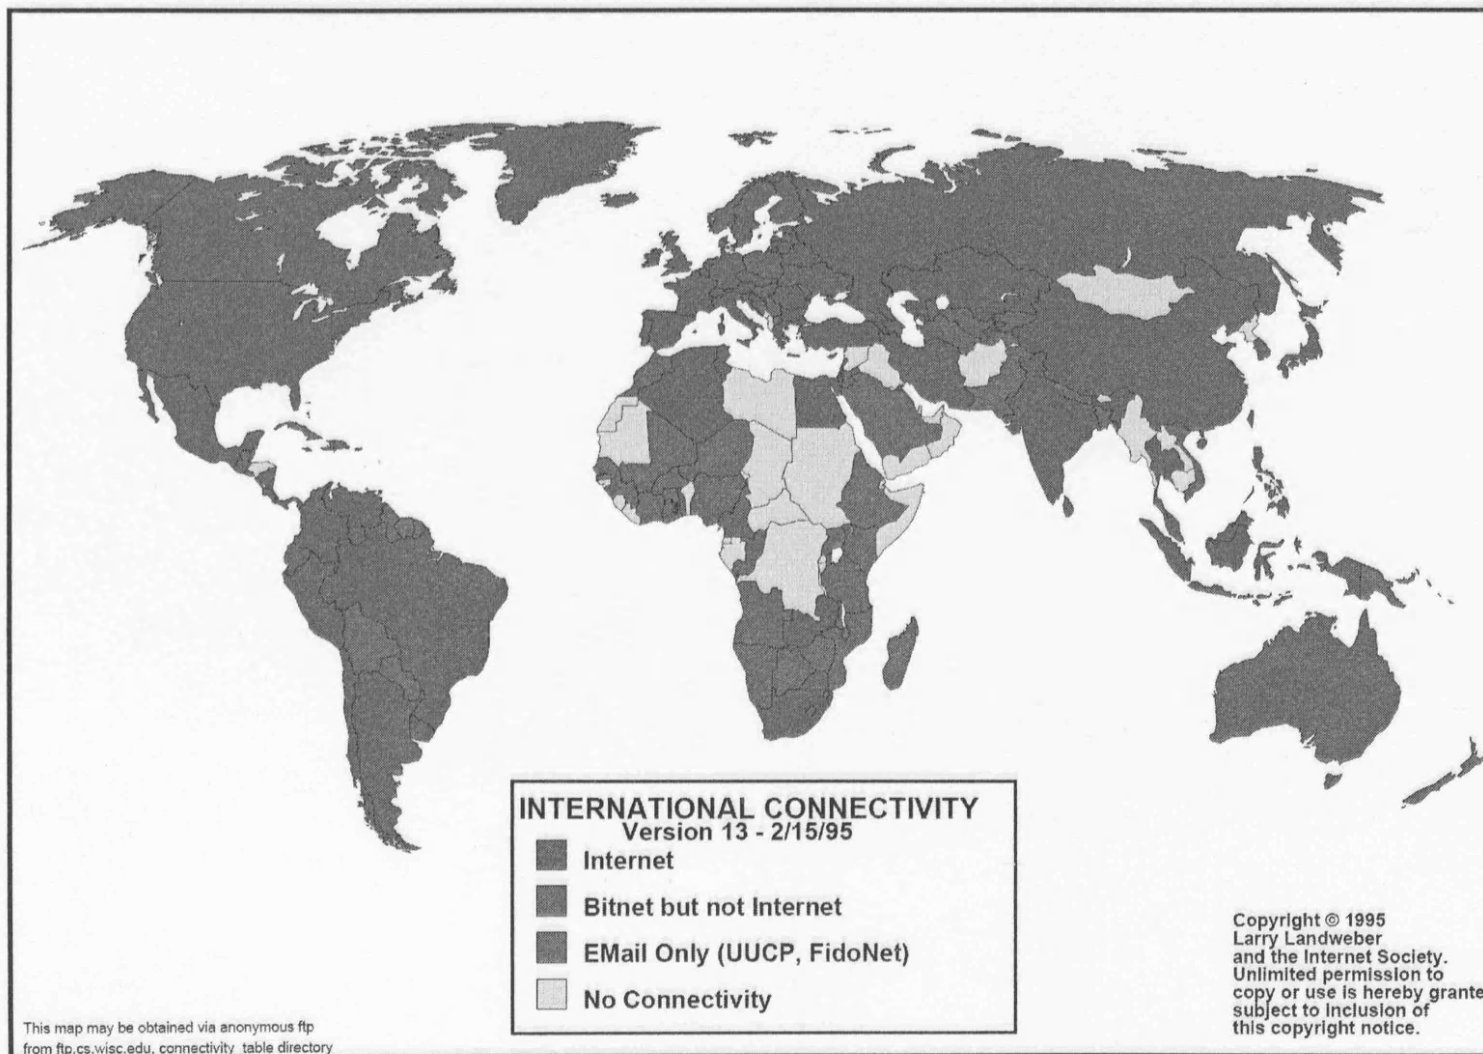 INTERNATIONAL CONNECTIVITY
Version 13 - 2/15/95
Internet
Bitnet but not Internet
EMail Only (UUCP, FidoNet)
No Connectivity
Copyright © 1995
Larry Landweber
and the Internet Society.
Unlimited permission to
copy or use is hereby grante
subject to inclusion of
this copyright notice.
This map may be obtained via anonymous ftp
from ftp.cs.wisc.edu, connectivity_table directory